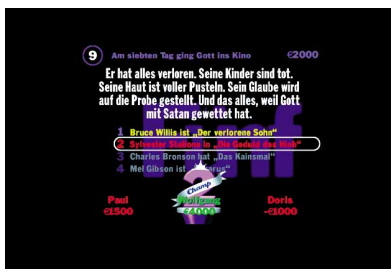 9 Am siebten Tag ging Gott ins Kino €2000
Er hat alles verloren. Seine Kinder sind tot.
Seine Haut ist voller Pusteln. Sein Glaube wird
auf die Probe gestellt. Und das alles, weil Gott
mit Satan gewettet hat.
1 Bruce Willis ist „Der verlorene Sohn“
2 Sylvester Stallone in „Die Geduld des Hiob“
3 Charles Bronson hat „Das Kainsmal“
4 Mel Gibson ist
Champ
Paul Wolfgang Doris
€1500 €4000 -€1000